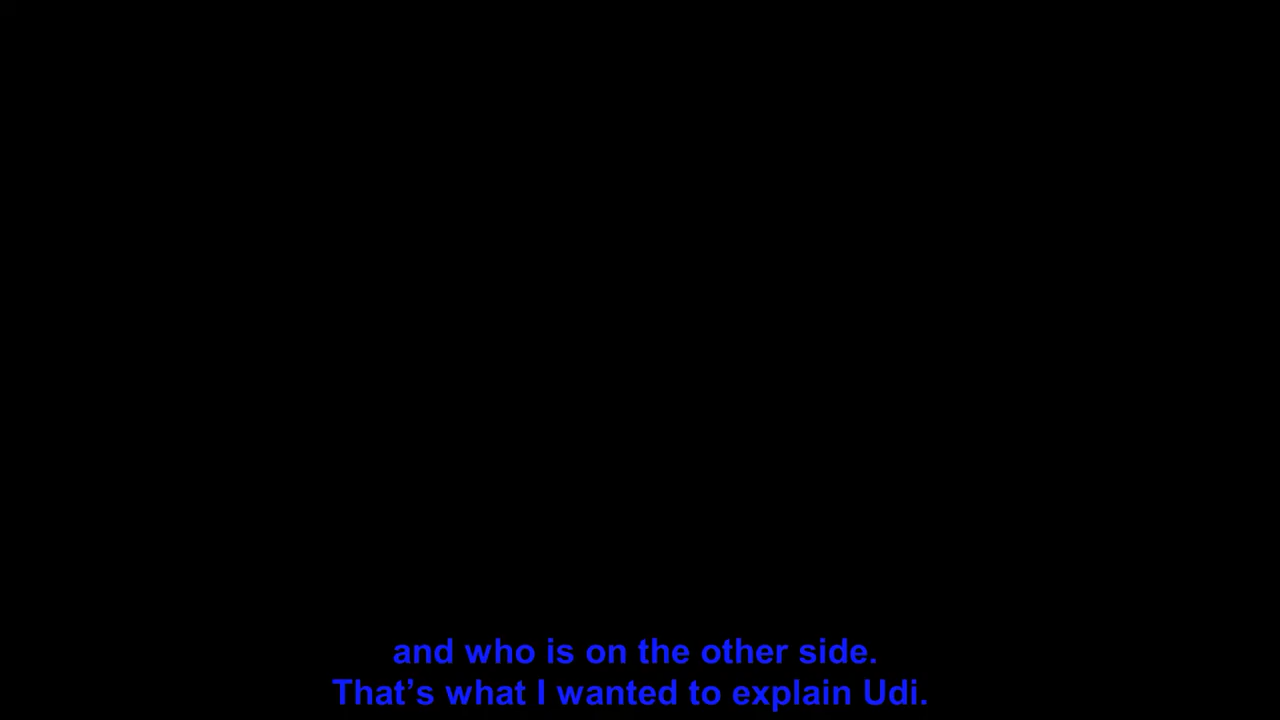 and who is on the other side.
That’s what I wanted to explain Udi.